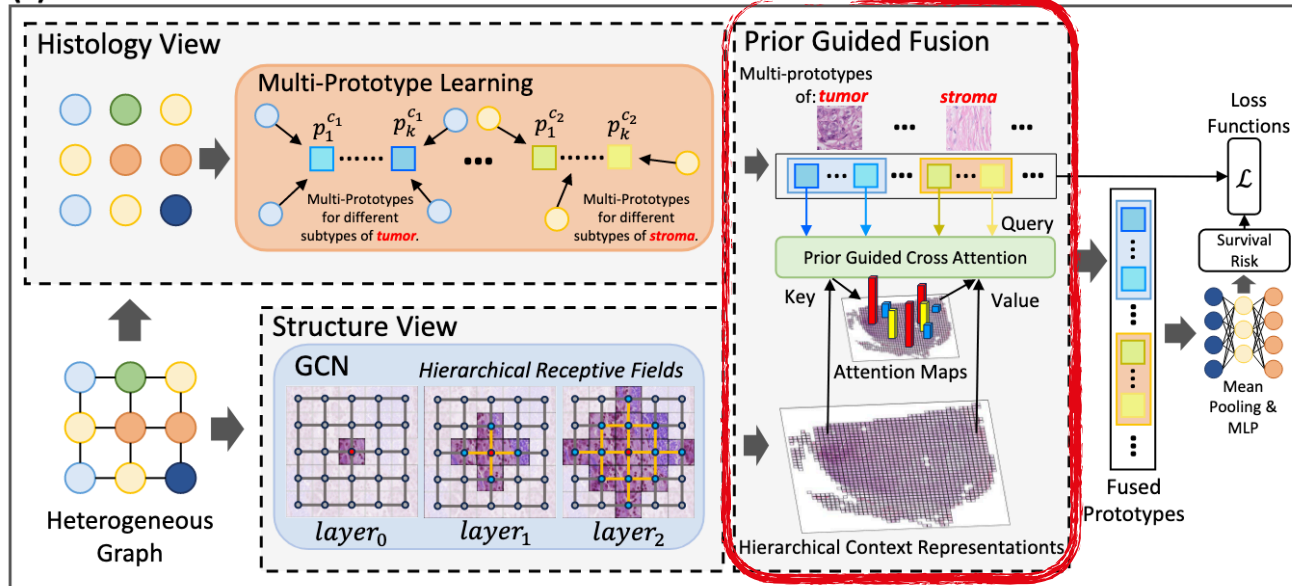 Histology View
Multi-Prototype Learning
p_1^{c_1}
p_k^{c_1}
p_1^{c_2}
p_k^{c_2}
......
...
......
Multi-Prototypes
for different
subtypes of tumor.
Multi-Prototypes
for different
subtypes of stroma.
Heterogeneous
Graph
Structure View
GCN
Hierarchical Receptive Fields
layer_0
layer_1
layer_2
Prior Guided Fusion
Multi-prototypes
of: tumor
stroma
Query
Prior Guided Cross Attention
Key
Value
Attention Maps
Hierarchical Context Representationts
Loss
Functions
ℒ
Survival
Risk
Mean
Pooling &
MLP
Fused
Prototypes